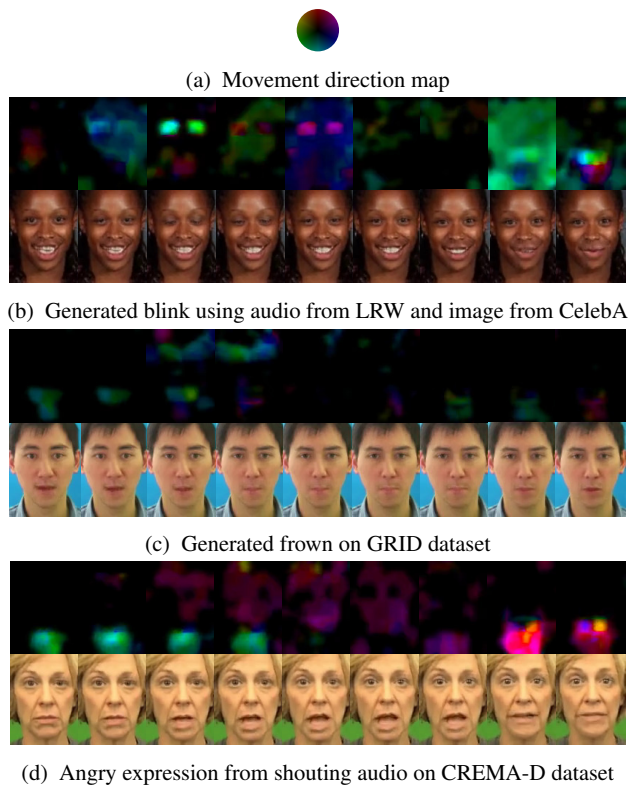 (a) Movement direction map
(b) Generated blink using audio from LRW and image from CelebA
(c) Generated frown on GRID dataset
(d) Angry expression from shouting audio on CREMA-D dataset